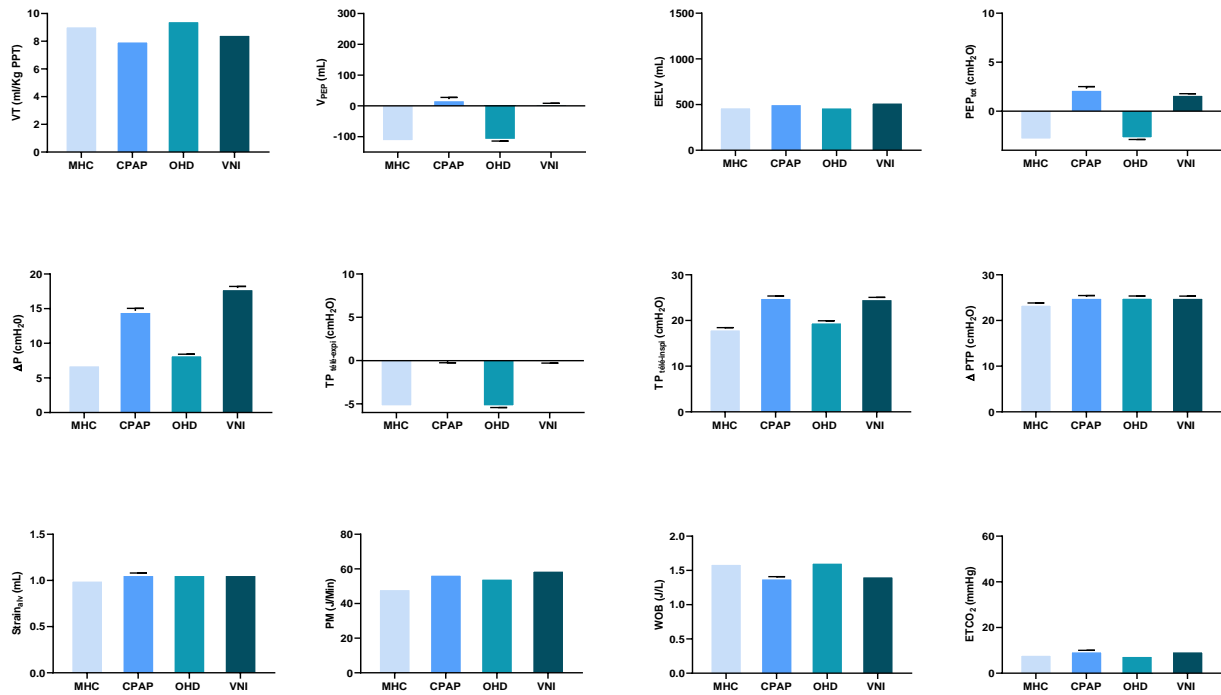 VT (ml/Kg PPT)
10
8
6
4
2
0
MHC CPAP OHD VNI
V_PEP (mL)
300
200
100
0
-100
MHC CPAP OHD VNI
EELV (mL)
1500
1000
500
0
MHC CPAP OHD VNI
PEP_tot (cmH2O)
10
5
0
MHC CPAP OHD VNI
ΔP (cmH20)
20
15
10
5
0
MHC CPAP OHD VNI
TP télé-expi (cmH2O)
10
5
0
-5
MHC CPAP OHD VNI
TP télé-inspi (cmH2O)
30
20
10
0
MHC CPAP OHD VNI
Δ PTP (cmH2O)
30
20
10
0
MHC CPAP OHD VNI
Strain_alv (mL)
1.5
1.0
0.5
0.0
MHC CPAP OHD VNI
PM (J/Min)
80
60
40
20
0
MHC CPAP OHD VNI
WOB (J/L)
2.0
1.5
1.0
0.5
0.0
MHC CPAP OHD VNI
ETCO2 (mmHg)
60
40
20
0
MHC CPAP OHD VNI